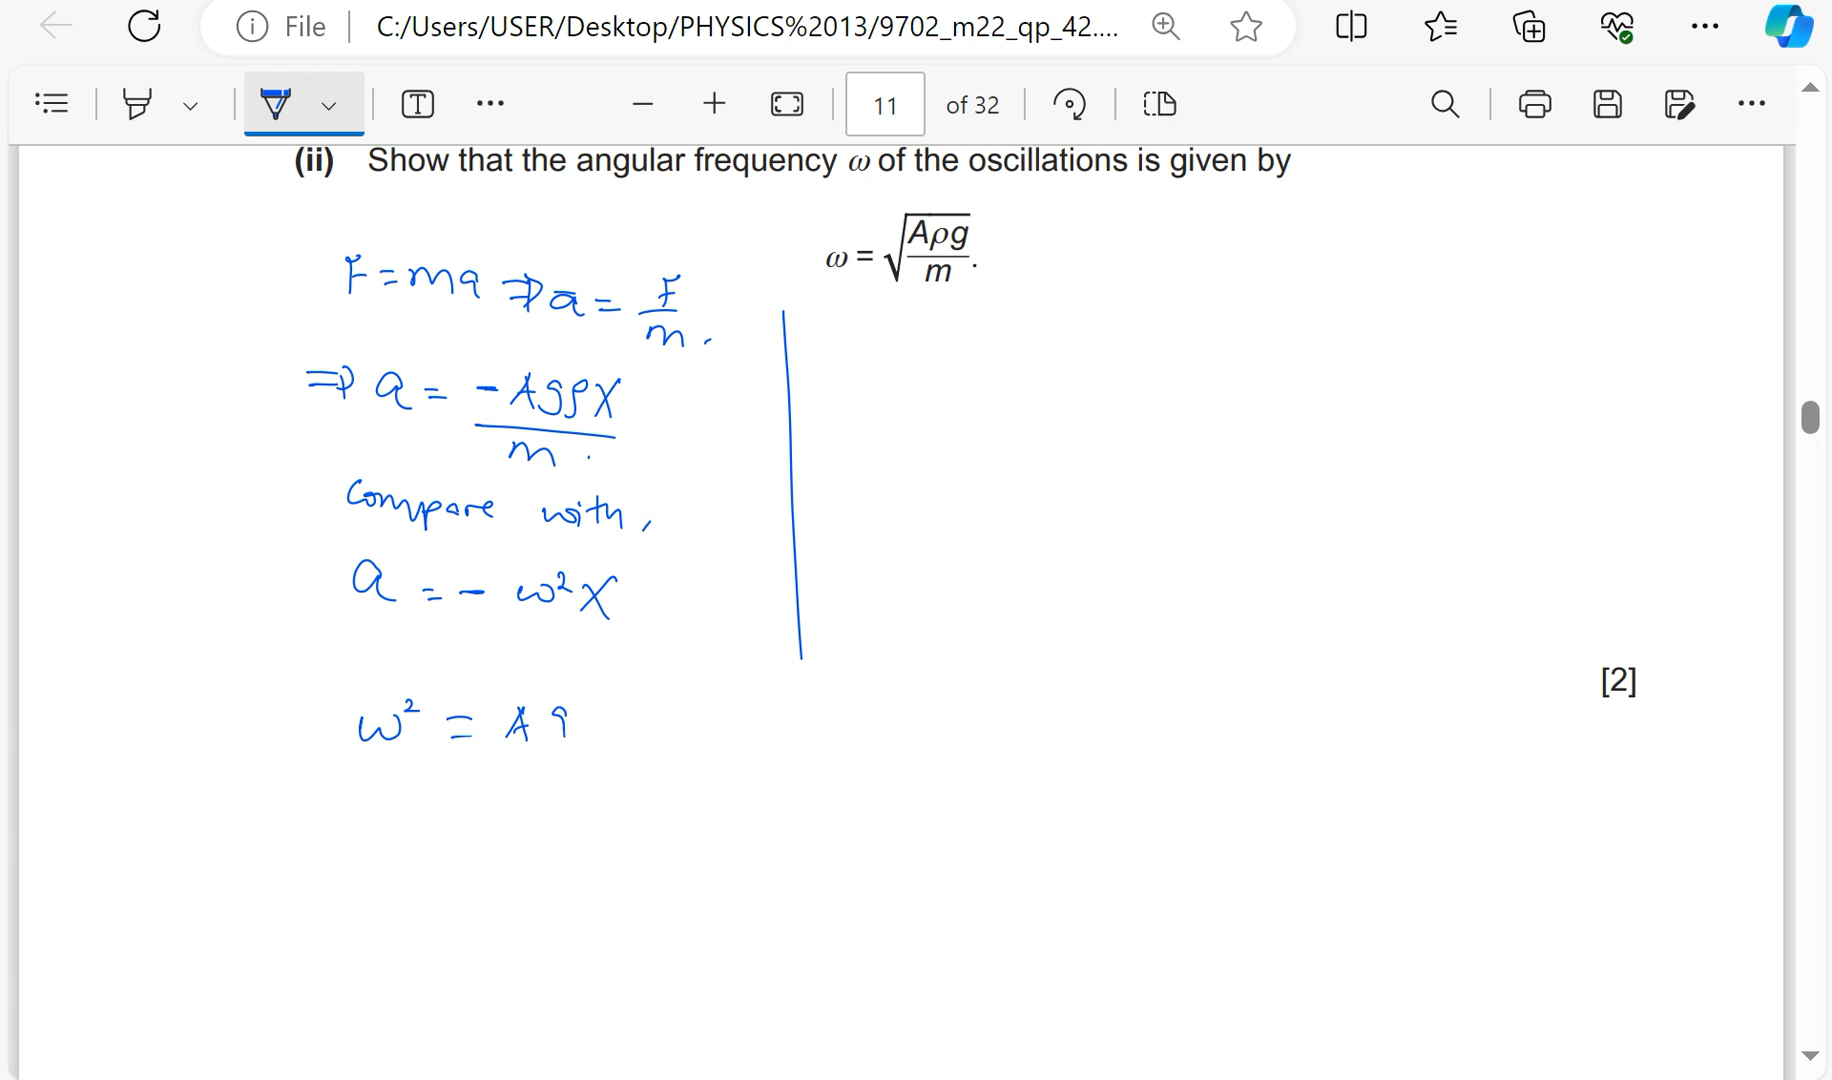 File
C:/Users/USER/Desktop/PHYSICS%2013/9702_m22_qp_42....
11 of 32
(ii) Show that the angular frequency ω of the oscillations is given by
ω = √(Aρg/m).
F = ma ⇒ a = F/m.
⇒ a = -Agρx/m.
Compare with,
a = - ω²x
[2]
ω² = A